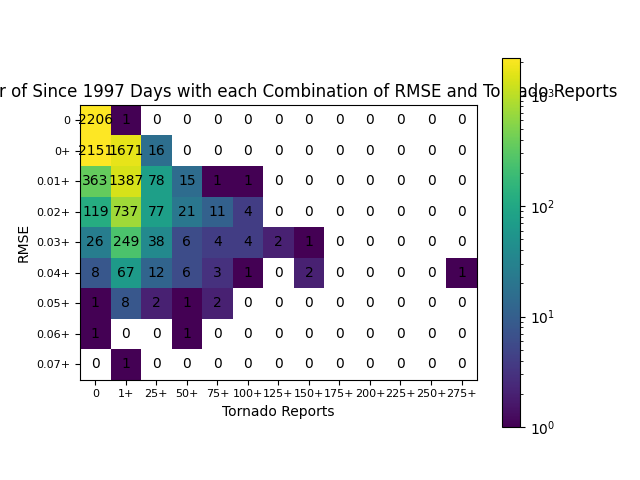 r of Since 1997 Days with each Combination of RMSE and Tornado Reports
0 2206 1 0 0 0 0 0 0 0 0 0 0 0
0+ 2151 1671 16 0 0 0 0 0 0 0 0 0 0
0.01+ 363 1387 78 15 1 1 0 0 0 0 0 0 0
0.02+ 119 737 77 21 11 4 0 0 0 0 0 0 0
0.03+ 26 249 38 6 4 4 2 1 0 0 0 0 0
0.04+ 8 67 12 6 3 1 0 2 0 0 0 0 1
0.05+ 1 8 2 1 2 0 0 0 0 0 0 0 0
0.06+ 1 0 0 1 0 0 0 0 0 0 0 0 0
0.07+ 0 1 0 0 0 0 0 0 0 0 0 0 0
0 1+ 25+ 50+ 75+ 100+ 125+ 150+ 175+ 200+ 225+ 250+ 275+
Tornado Reports
RMSE
10³
10²
10¹
10⁰